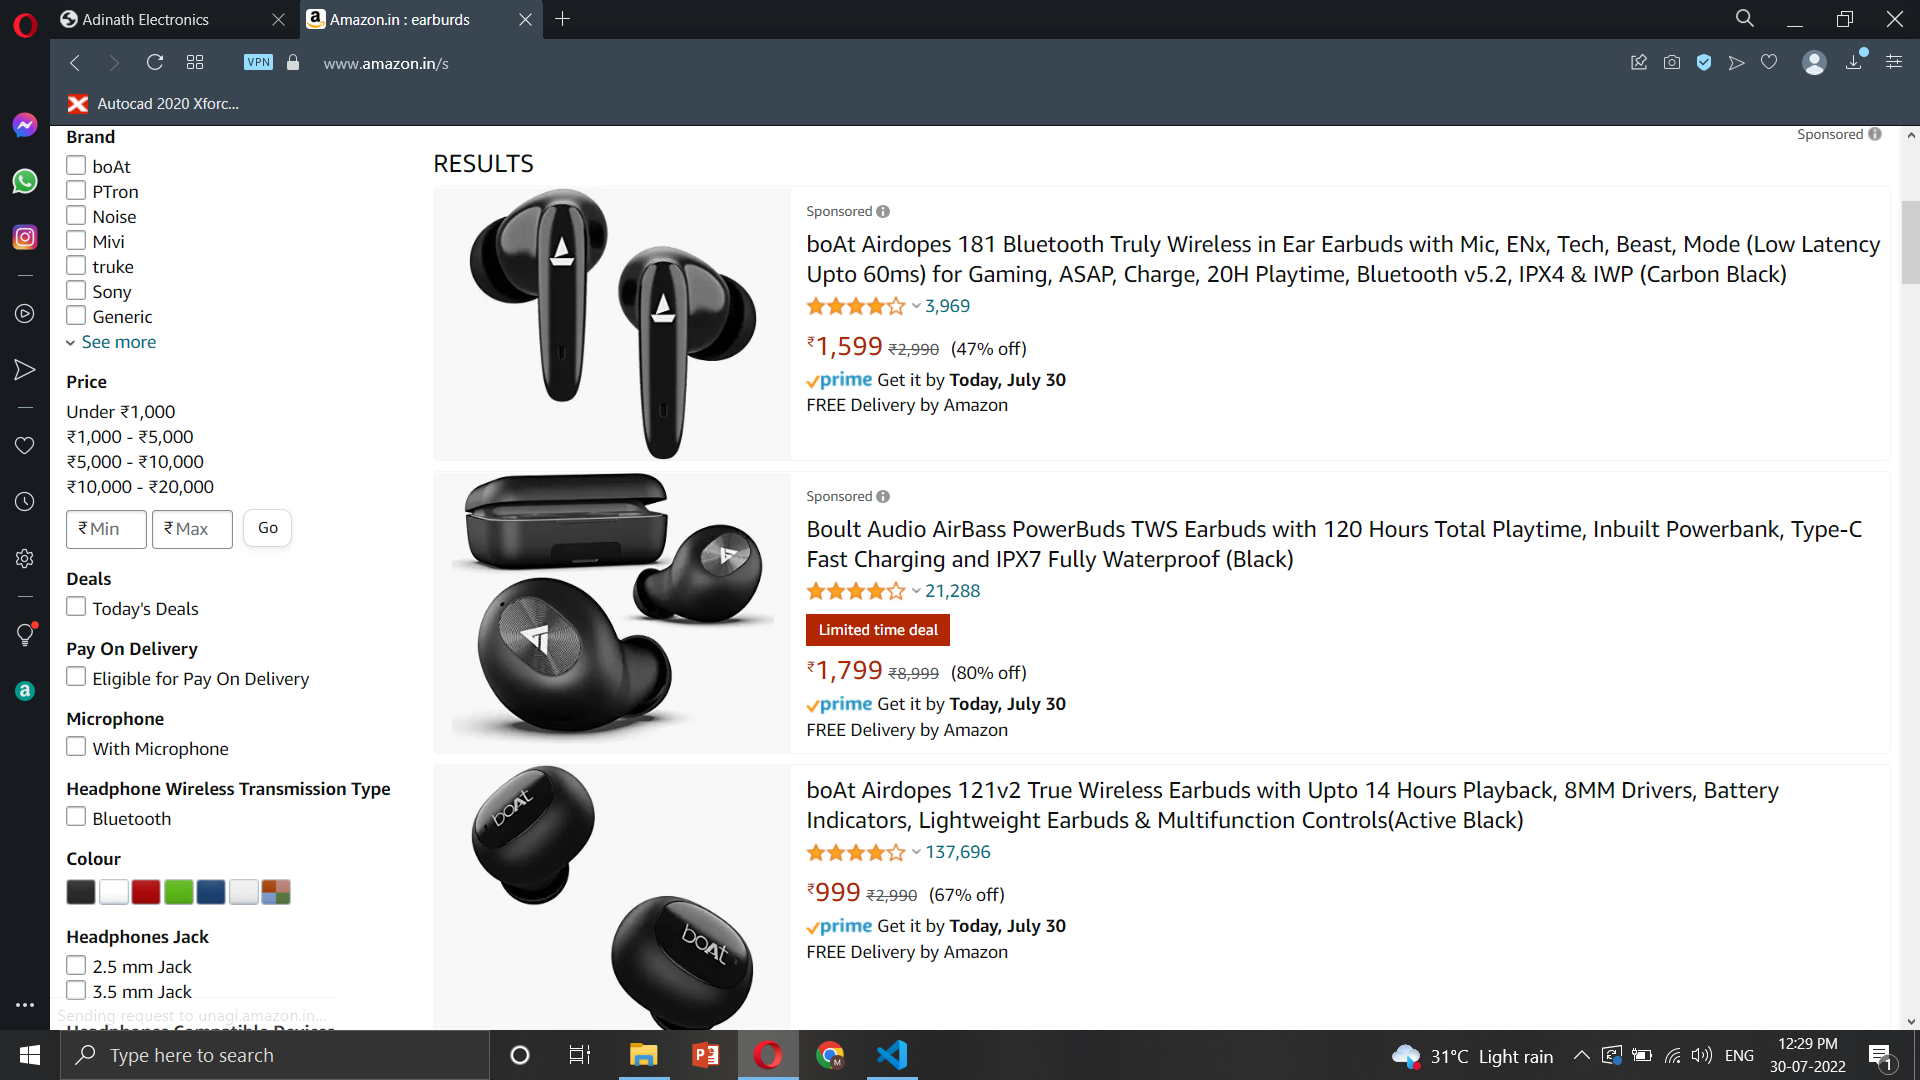 Adinath Electronics
Amazon.in : earburds
VPN
www.amazon.in/s
Autocad 2020 Xforc...
Brand
boAt
PTron
Noise
Mivi
truke
Sony
Generic
See more
Price
Under ₹1,000
₹1,000 - ₹5,000
₹5,000 - ₹10,000
₹10,000 - ₹20,000
₹ Min
₹ Max
Go
Deals
Today's Deals
Pay On Delivery
Eligible for Pay On Delivery
Microphone
With Microphone
Headphone Wireless Transmission Type
Bluetooth
Colour
Headphones Jack
2.5 mm Jack
3.5 mm Jack
Headphones Compatible Devices
Sending request to unagi.amazon.in...
Sponsored
RESULTS
Sponsored
boAt Airdopes 181 Bluetooth Truly Wireless in Ear Earbuds with Mic, ENx, Tech, Beast, Mode (Low Latency
Upto 60ms) for Gaming, ASAP, Charge, 20H Playtime, Bluetooth v5.2, IPX4 & IWP (Carbon Black)
3,969
₹1,599 ₹2,990 (47% off)
prime Get it by Today, July 30
FREE Delivery by Amazon
Sponsored
Boult Audio AirBass PowerBuds TWS Earbuds with 120 Hours Total Playtime, Inbuilt Powerbank, Type-C
Fast Charging and IPX7 Fully Waterproof (Black)
21,288
Limited time deal
₹1,799 ₹8,999 (80% off)
prime Get it by Today, July 30
FREE Delivery by Amazon
boAt
boAt
boAt Airdopes 121v2 True Wireless Earbuds with Upto 14 Hours Playback, 8MM Drivers, Battery
Indicators, Lightweight Earbuds & Multifunction Controls(Active Black)
137,696
₹999 ₹2,990 (67% off)
prime Get it by Today, July 30
FREE Delivery by Amazon
Type here to search
31°C Light rain
ENG
12:29 PM
30-07-2022
1